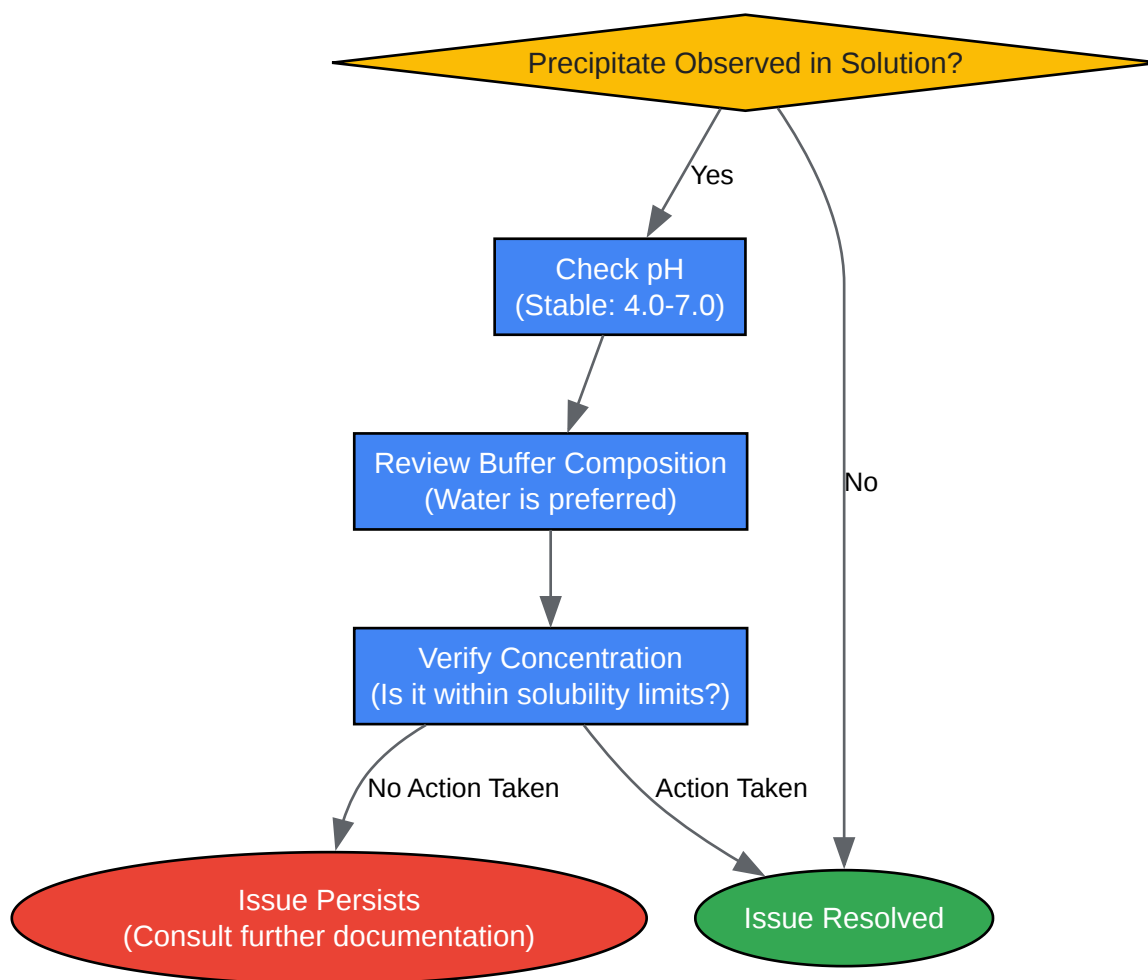 Precipitate Observed in Solution?
Yes
Check pH
(Stable: 4.0-7.0)
Review Buffer Composition
(Water is preferred)
No
Verify Concentration
(Is it within solubility limits?)
No Action Taken
Action Taken
Issue Persists
(Consult further documentation)
Issue Resolved